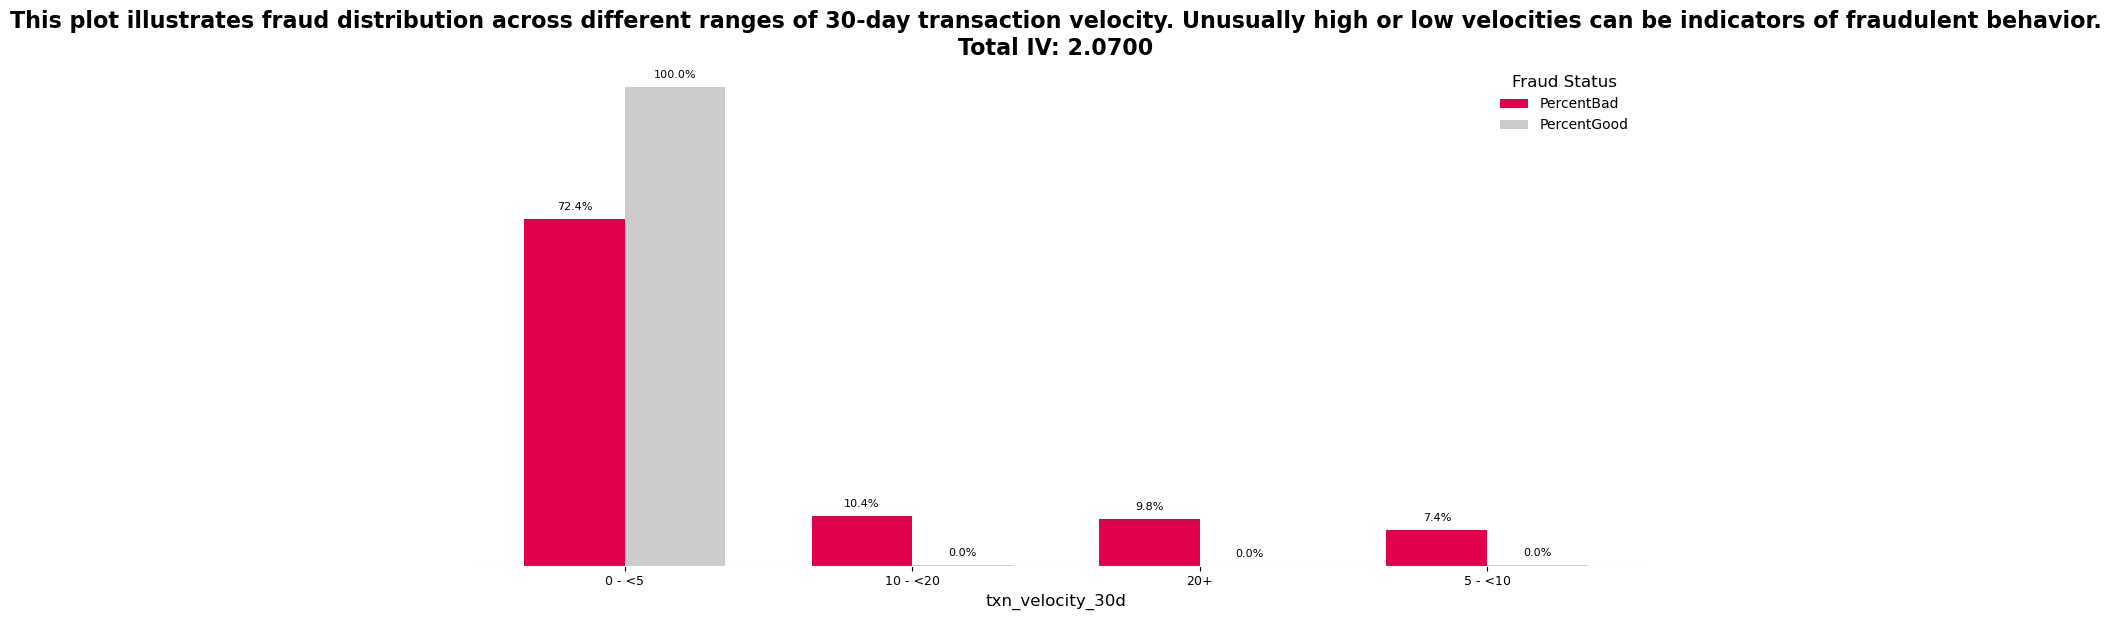 This plot illustrates fraud distribution across different ranges of 30-day transaction velocity. Unusually high or low velocities can be indicators of fraudulent behavior.
Total IV: 2.0700
Fraud Status
PercentBad
PercentGood
100.0%
72.4%
10.4%
0.0%
9.8%
0.0%
7.4%
0.0%
0 - <5
10 - <20
20+
5 - <10
txn_velocity_30d